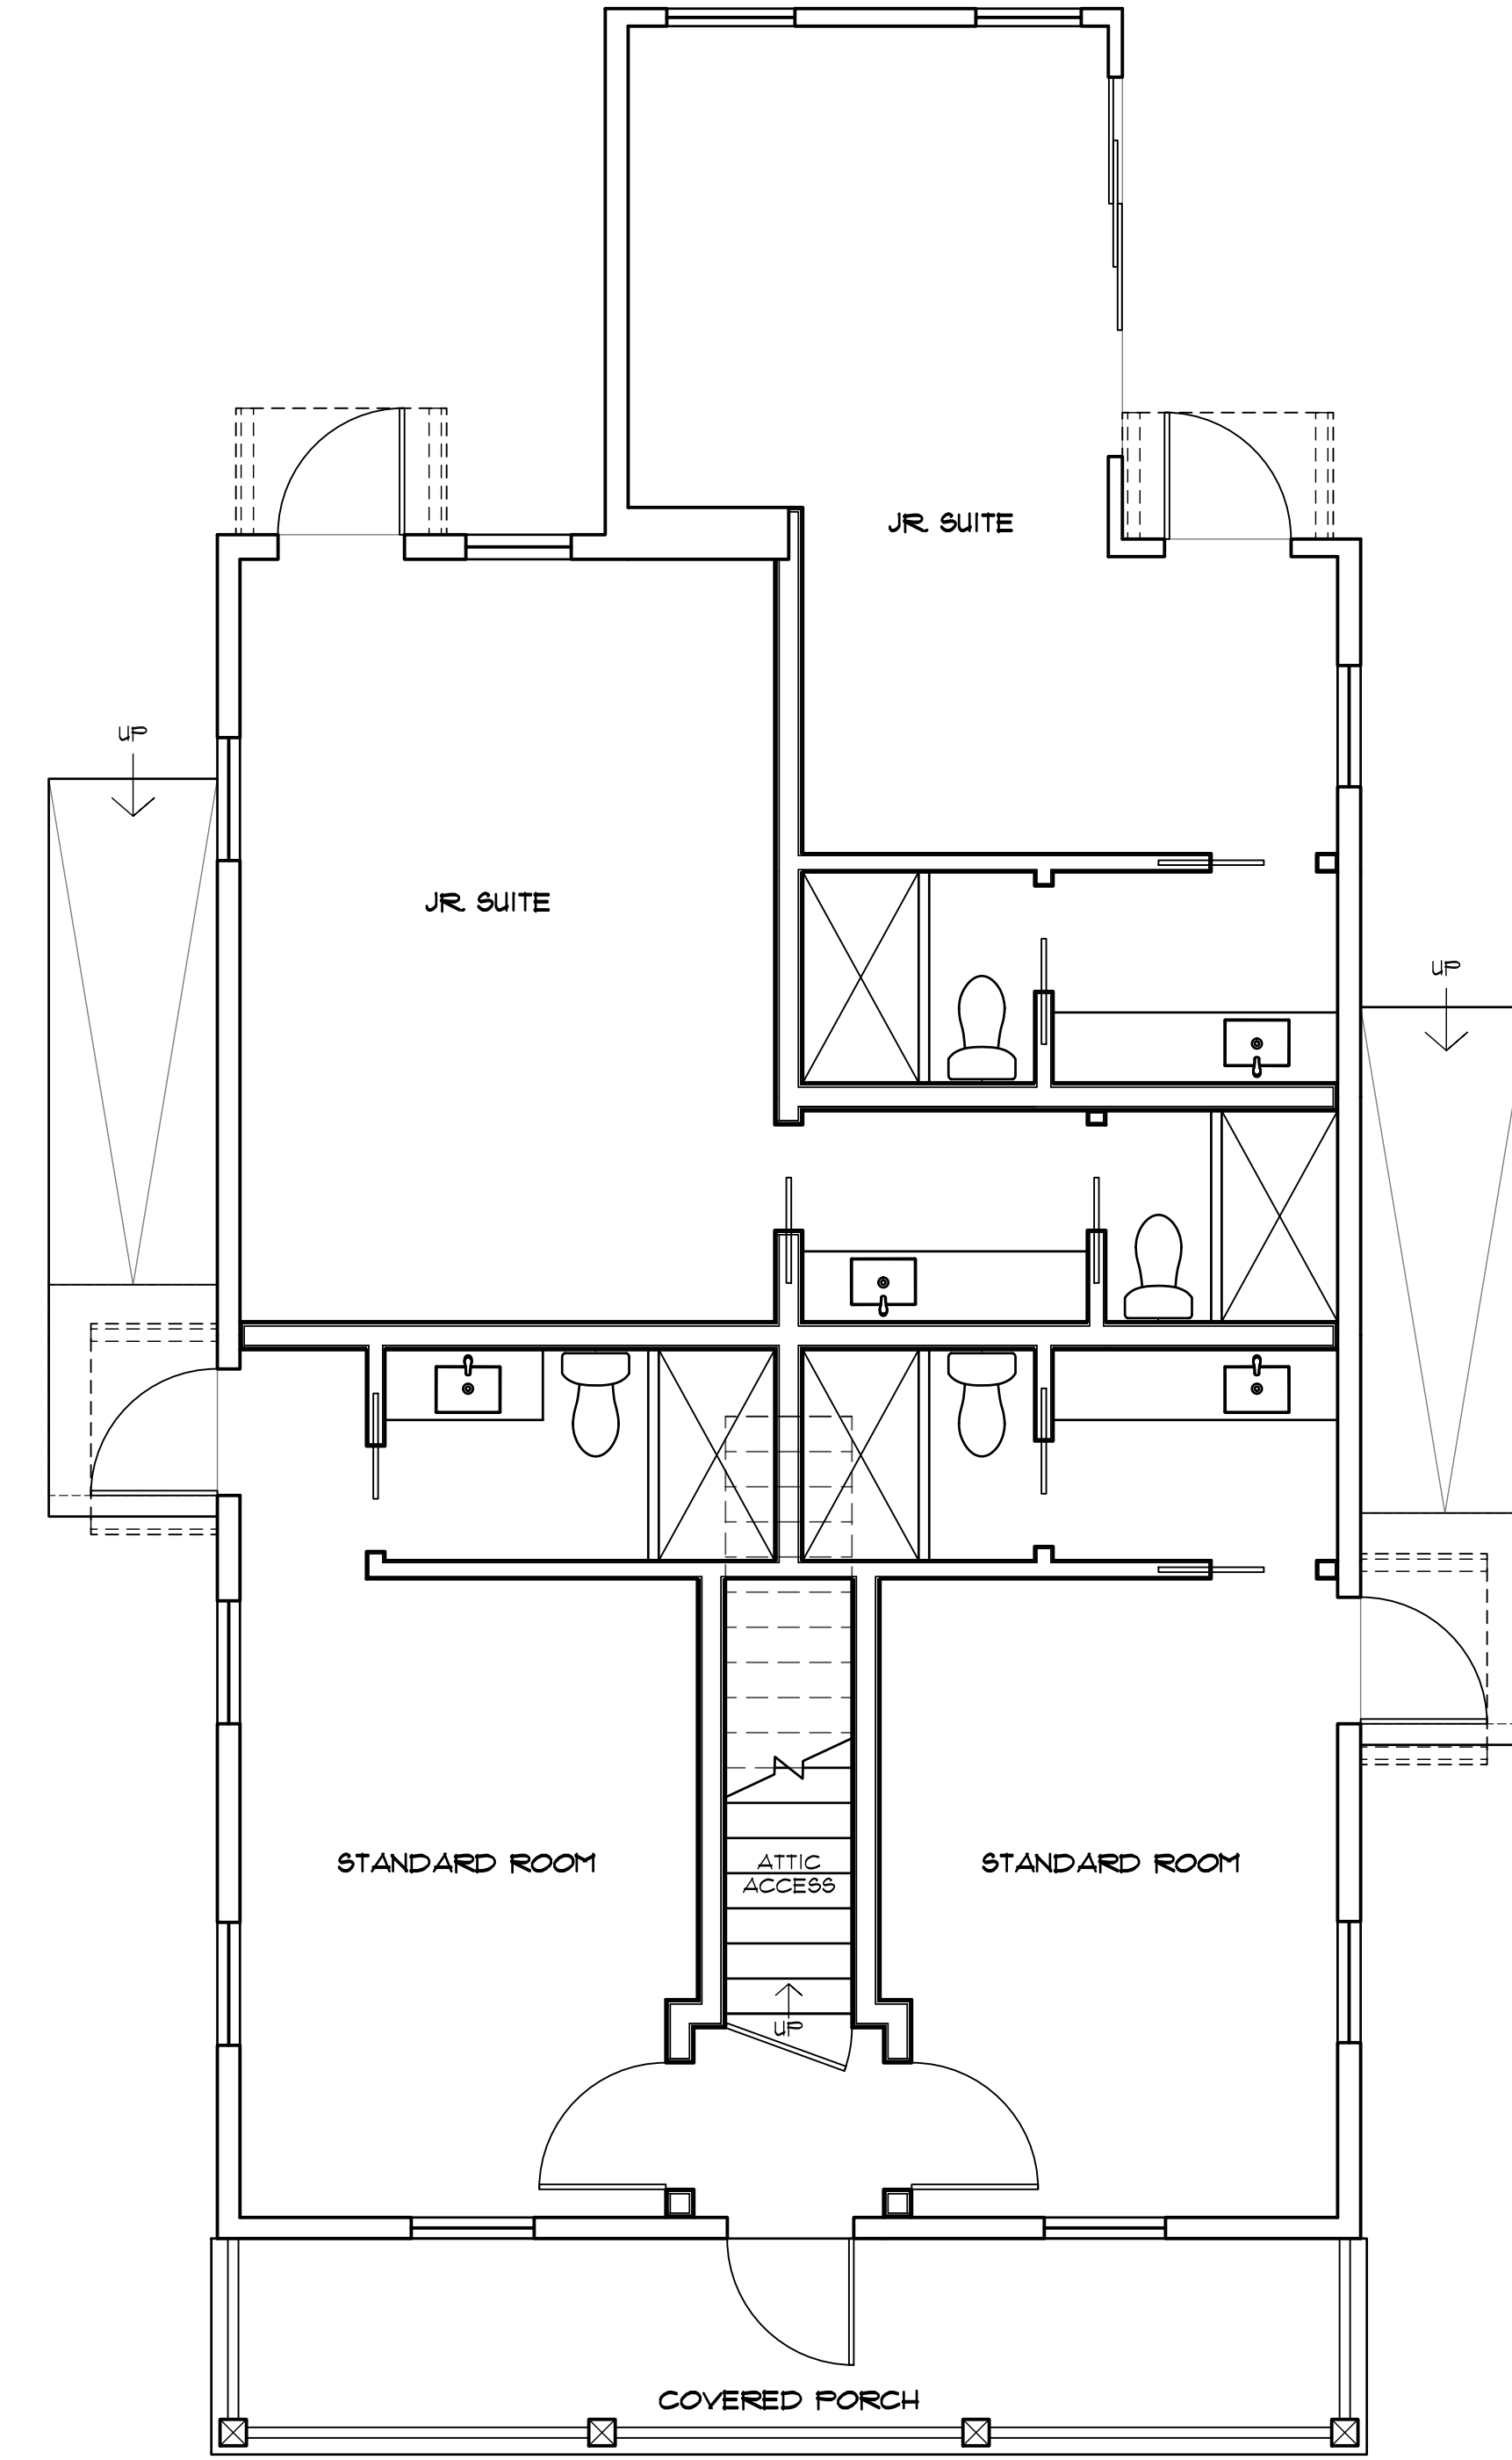 JR SUITE
UP
JR SUITE
UP
STANDARD ROOM
ATTIC
ACCESS
STANDARD ROOM
UP
COVERED PORCH